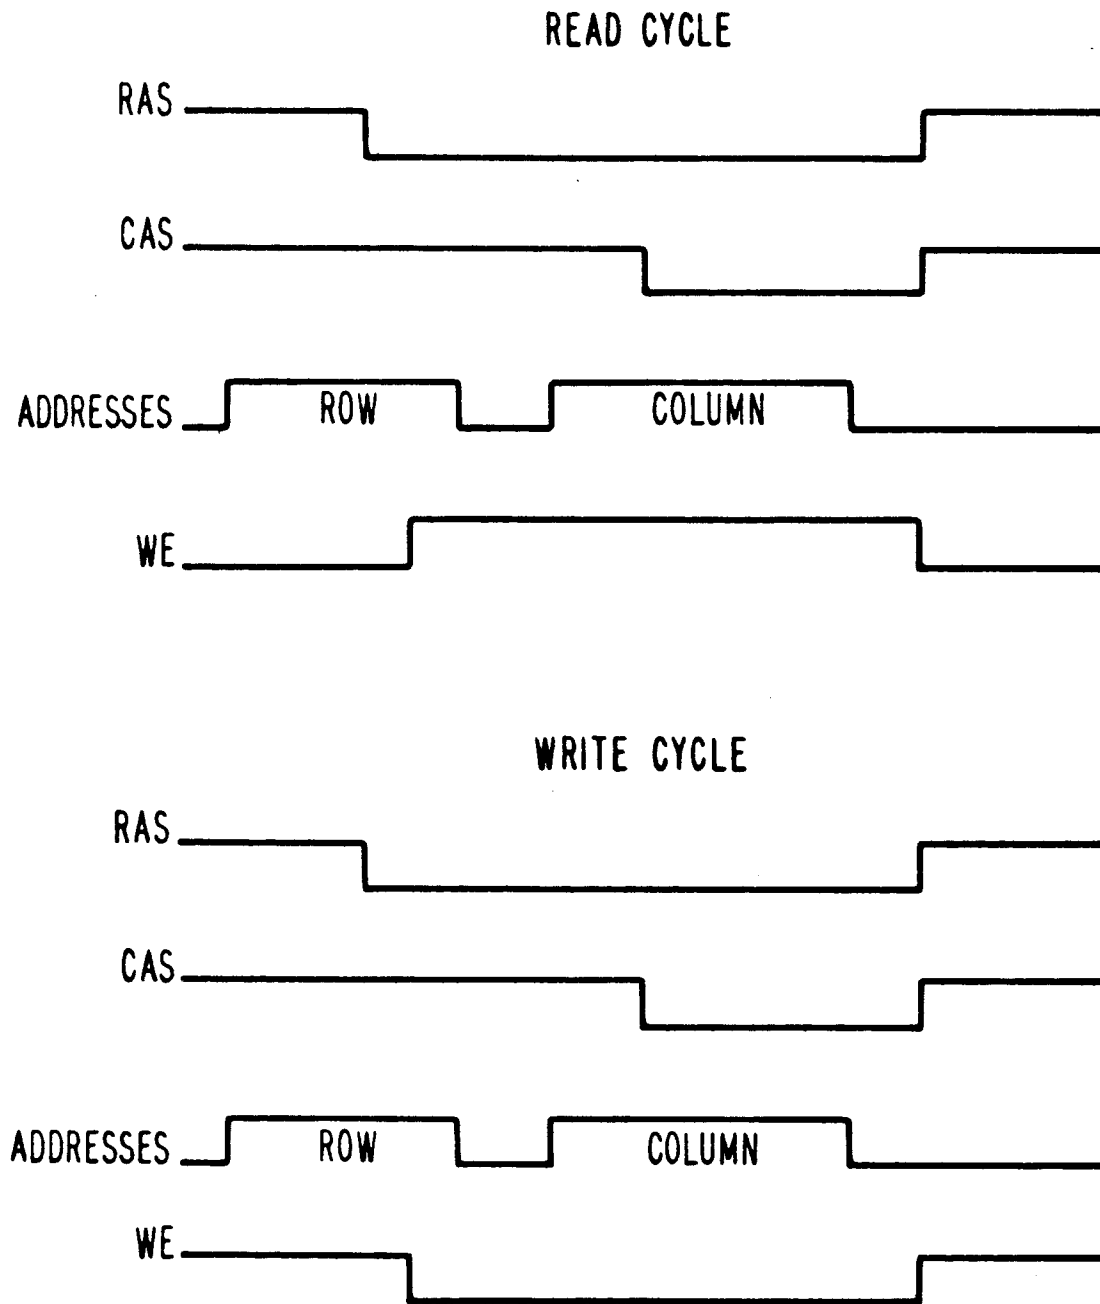 READ CYCLE
RAS
CAS
ADDRESSES ROW COLUMN
WE
WRITE CYCLE
RAS
CAS
ADDRESSES ROW COLUMN
WE